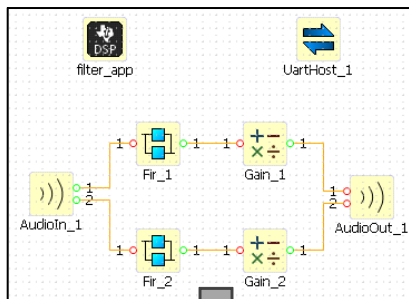 DSP
filter_app
UartHost_1
1 1 1 1
Fir_1
Gain_1
1
2
1
2
AudioIn_1
AudioOut_1
1 1 1 1
Fir_2
Gain_2